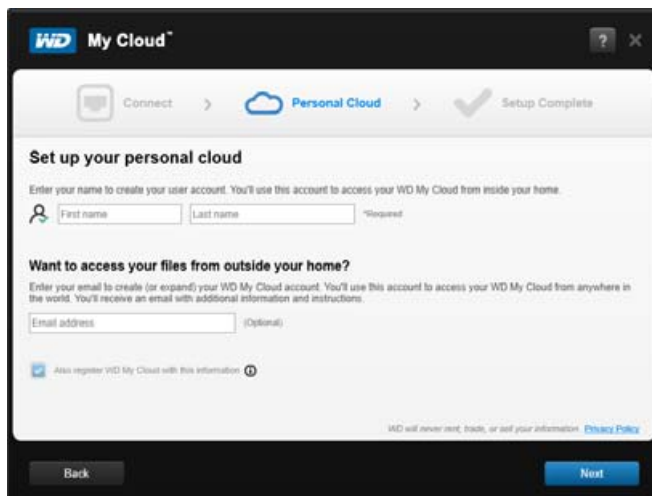 WD My Cloud™ ?
Connect > Personal Cloud > Setup Complete
Set up your personal cloud
Enter your name to create your user account. You'll use this account to access your WD My Cloud from inside your home.
First name Last name *Required
Want to access your files from outside your home?
Enter your email to create (or expand) your WD My Cloud account. You'll use this account to access your WD My Cloud from anywhere in
the world. You'll receive an email with additional information and instructions.
Email address (Optional)
Also register WD My Cloud with this information
WD will never rent, trade, or sell your information. Privacy Policy
Back Next